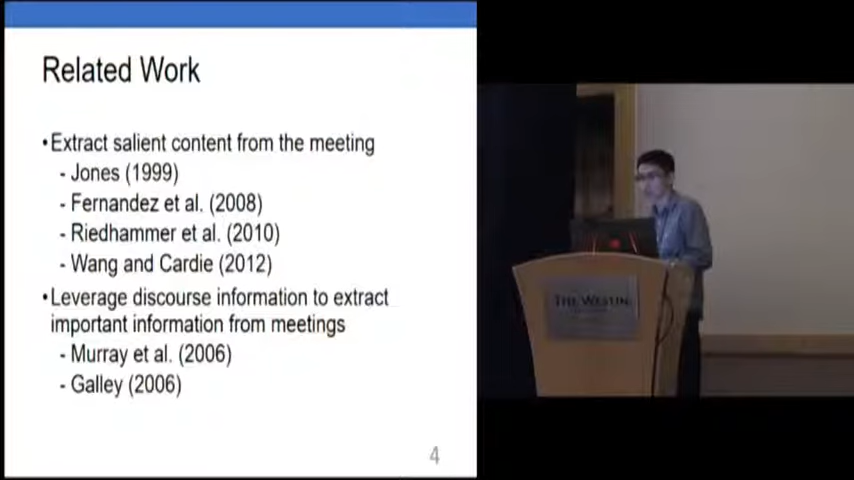 Related Work
•Extract salient content from the meeting
- Jones (1999)
- Fernandez et al. (2008)
- Riedhammer et al. (2010)
- Wang and Cardie (2012)
•Leverage discourse information to extract
important information from meetings
- Murray et al. (2006)
- Galley (2006)
4
THE WESTIN